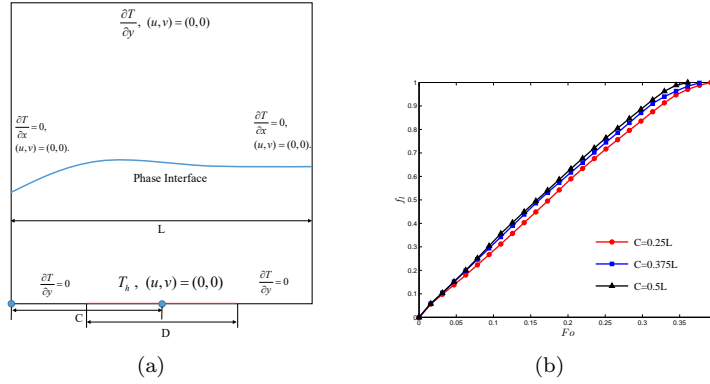 ∂T/∂y, (u,v)=(0,0)
∂T/∂x=0,
(u,v)=(0,0).
∂T/∂x=0,
(u,v)=(0,0).
Phase Interface
L
∂T/∂y=0
T_h, (u,v)=(0,0)
∂T/∂y=0
C
D
(a)
1
0.9
0.8
0.7
0.6
0.5
0.4
0.3
0.2
0.1
0
f_l
C=0.25L
C=0.375L
C=0.5L
0 0.05 0.1 0.15 0.2 0.25 0.3 0.35
Fo
(b)